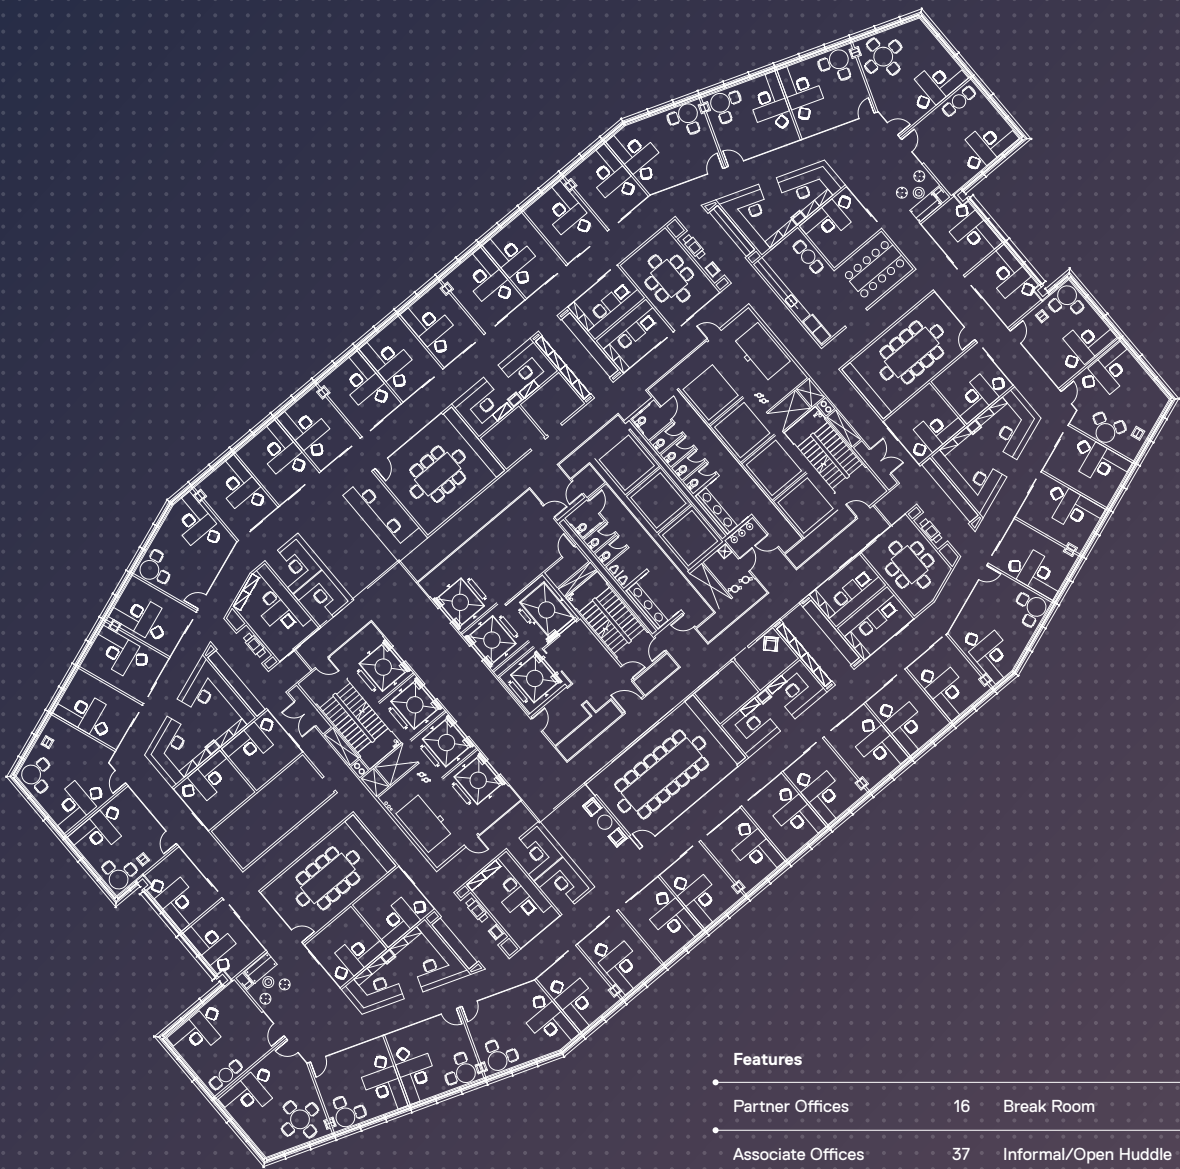 Features
Partner Offices 16 Break Room
Associate Offices 37 Informal/Open Huddle